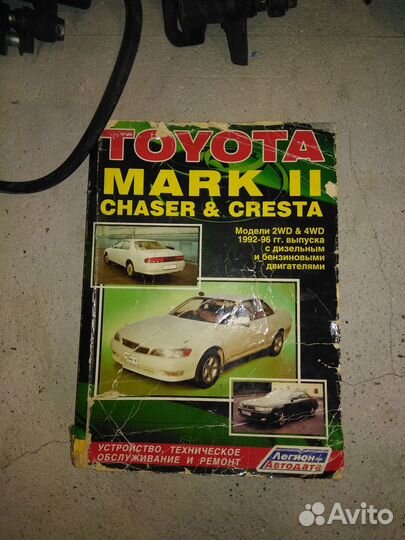 TOYOTA
MARK II
CHASER & CRESTA
Модели 2WD & 4WD
1992-96 гг. выпуска
с дизельным
и бензиновыми
двигателями
УСТРОЙСТВО, ТЕХНИЧЕСКОЕ
ОБСЛУЖИВАНИЕ И РЕМОНТ
Легион
Автодата
Avito